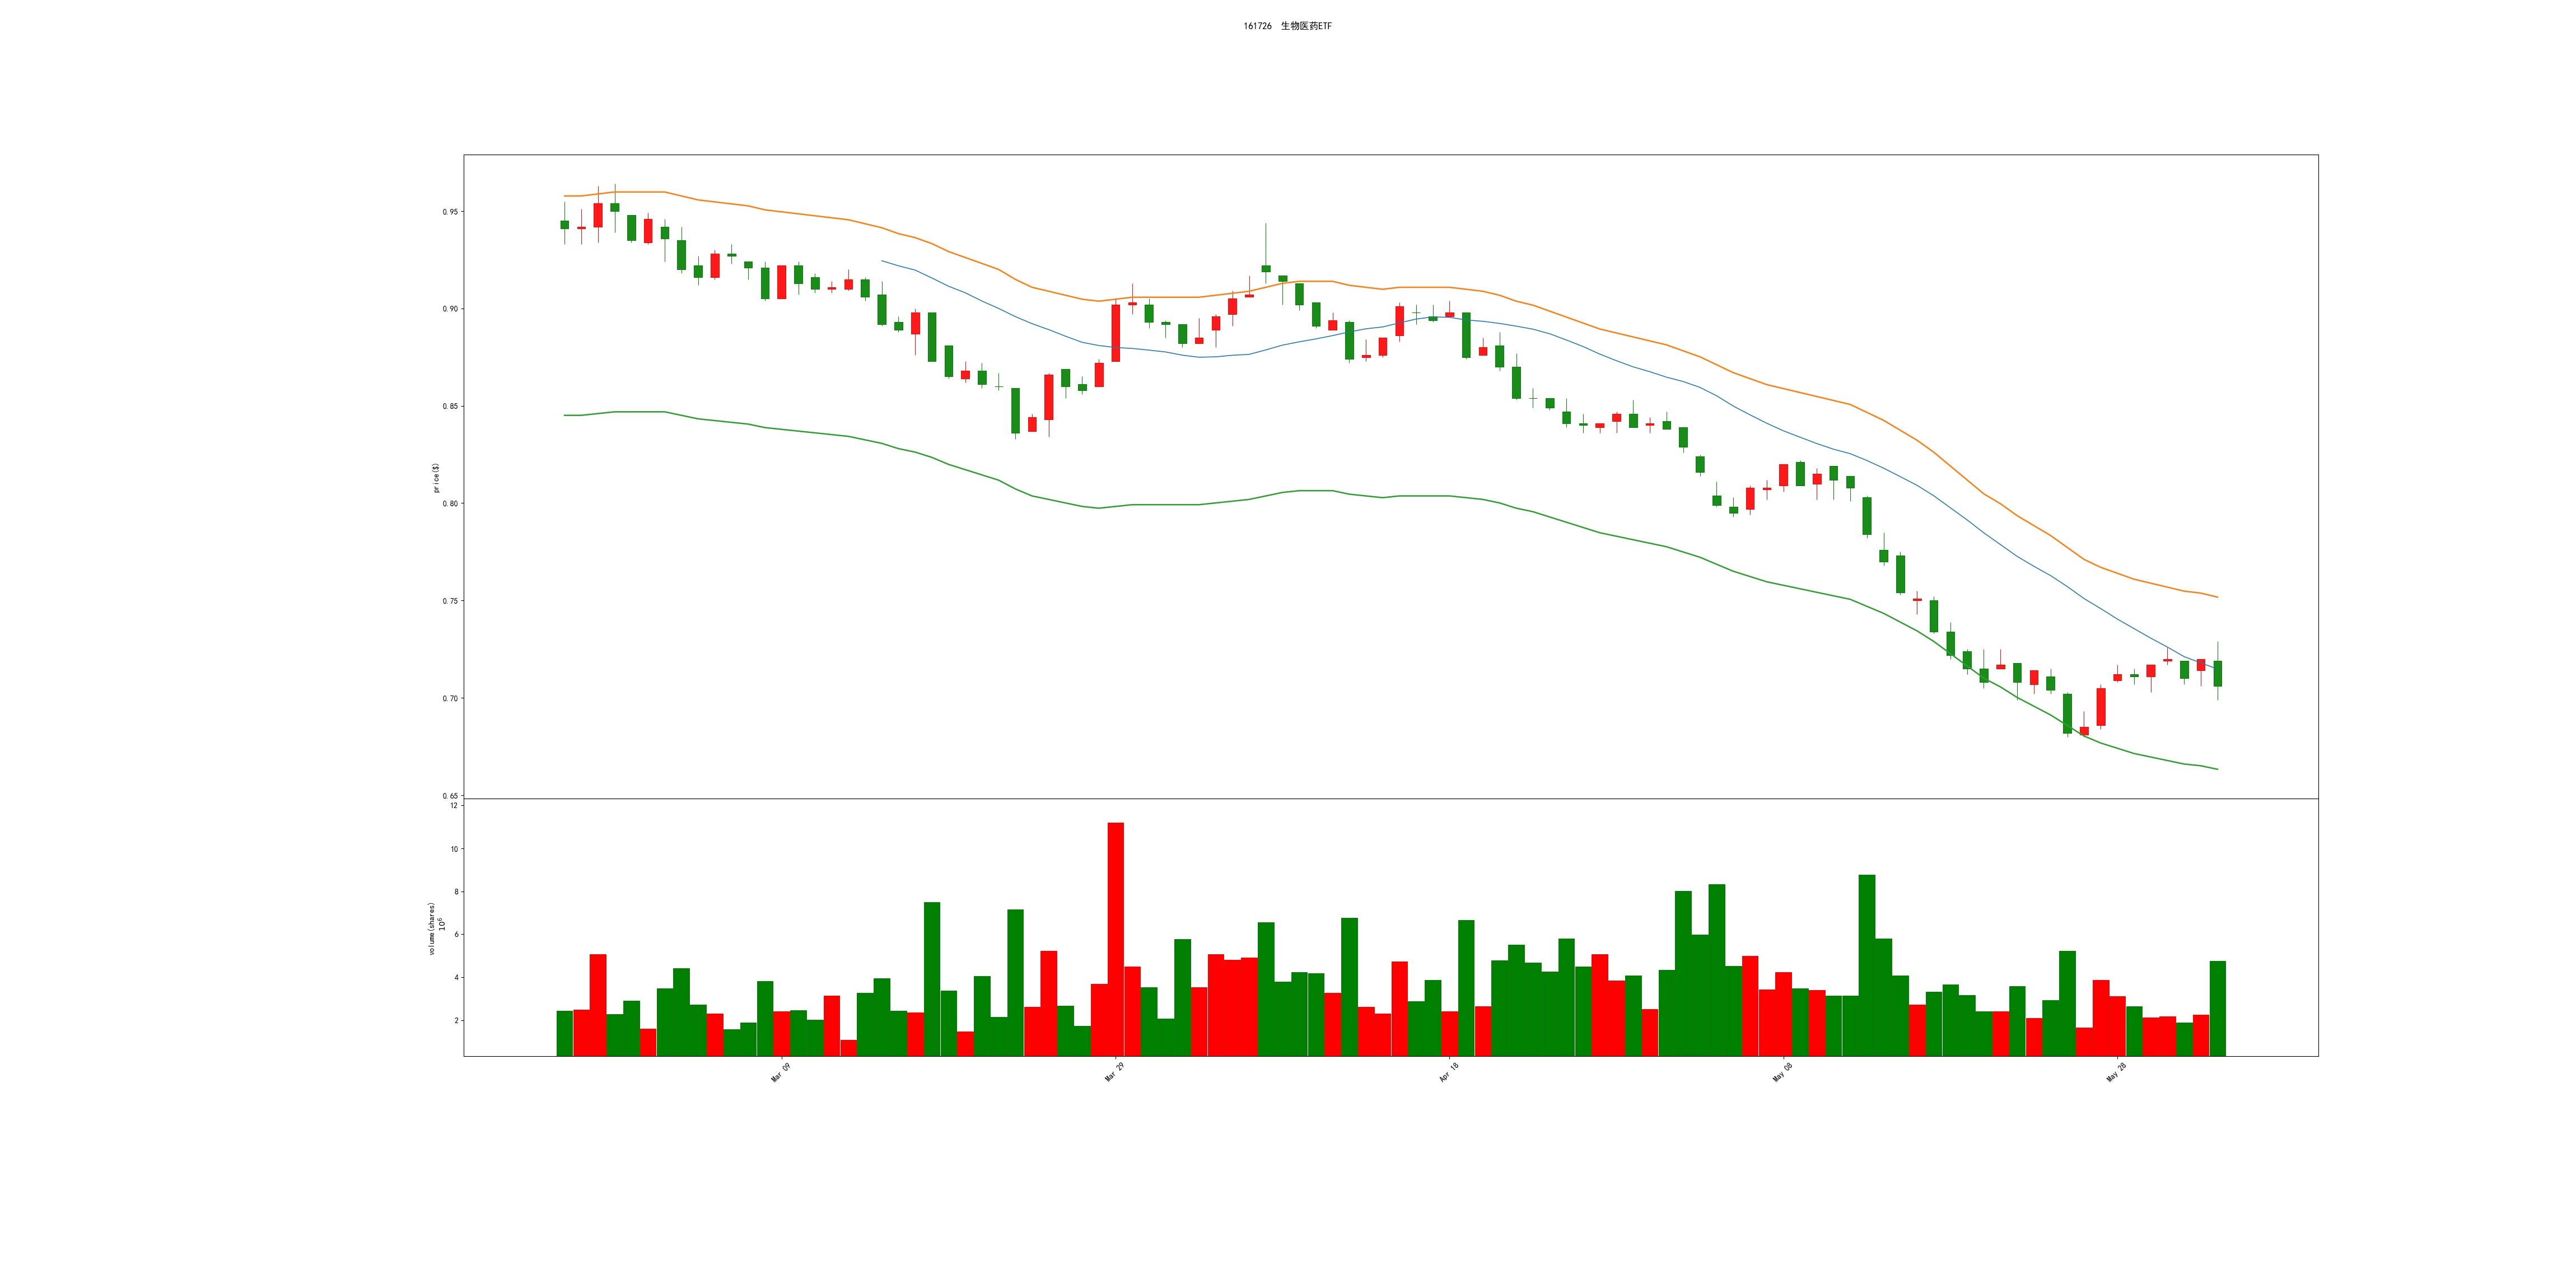 161726 生物医药ETF
price($)
0.95
0.90
0.85
0.80
0.75
0.70
0.65
volume(shares)
10^6
12
10
8
6
4
2
Mar 09
Mar 29
Apr 18
May 08
May 28